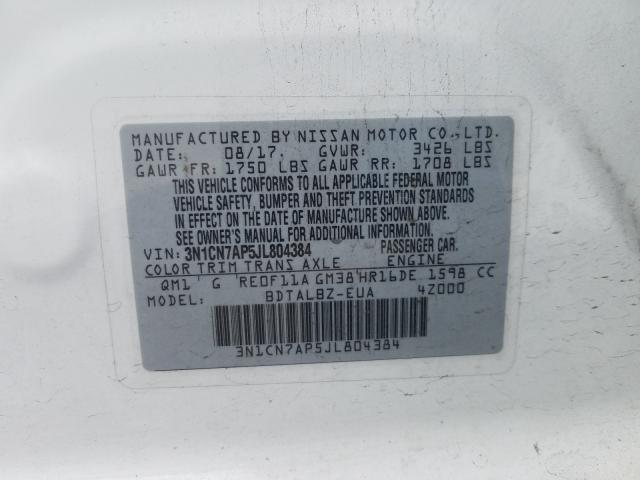 MANUFACTURED BY NISSAN MOTOR CO., LTD.
DATE: 08/17. GVWR: 3426 LBS
GAWR FR: 1750 LBS GAWR RR: 1708 LBS
THIS VEHICLE CONFORMS TO ALL APPLICABLE FEDERAL MOTOR
VEHICLE SAFETY, BUMPER AND THEFT PREVENTION STANDARDS
IN EFFECT ON THE DATE OF MANUFACTURE SHOWN ABOVE.
SEE OWNER'S MANUAL FOR ADDITIONAL INFORMATION.
VIN: 3N1CN7AP5JL804384 PASSENGER CAR.
COLOR TRIM TRANS AXLE ENGINE
QM1 G RE0F11A GM38 HR16DE 1598 CC
MODEL: BDTALBZ-EUA 4Z000
3N1CN7AP5JL804384